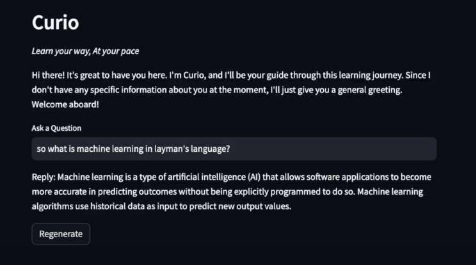 Curio
Learn your way, At your pace
Hi there! It's great to have you here. I'm Curio, and I'll be your guide through this learning journey. Since I
don't have any specific information about you at the moment, I'll just give you a general greeting.
Welcome aboard!
Ask a Question
so what is machine learning in layman's language?
Reply: Machine learning is a type of artificial intelligence (AI) that allows software applications to become
more accurate in predicting outcomes without being explicitly programmed to do so. Machine learning
algorithms use historical data as input to predict new output values.
Regenerate